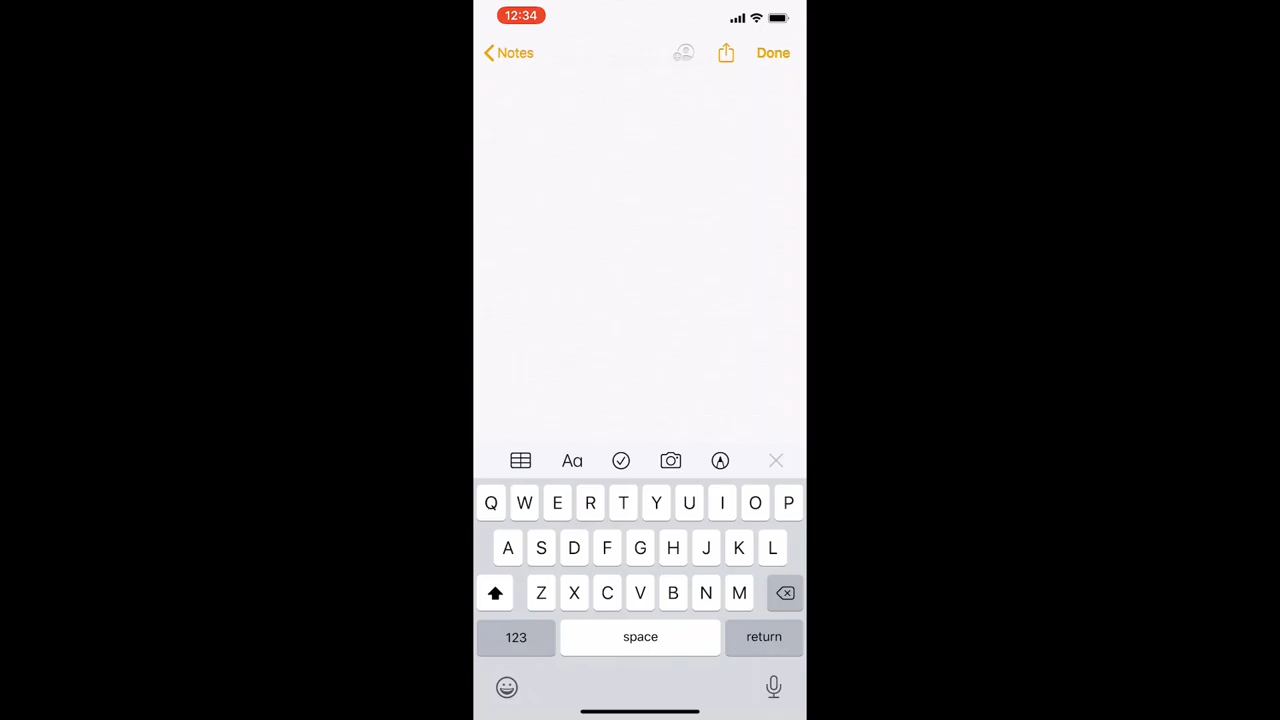 12:34
Notes Done
Aa
Q W E R T Y U I O P
A S D F G H J K L
Z X C V B N M
123 space return